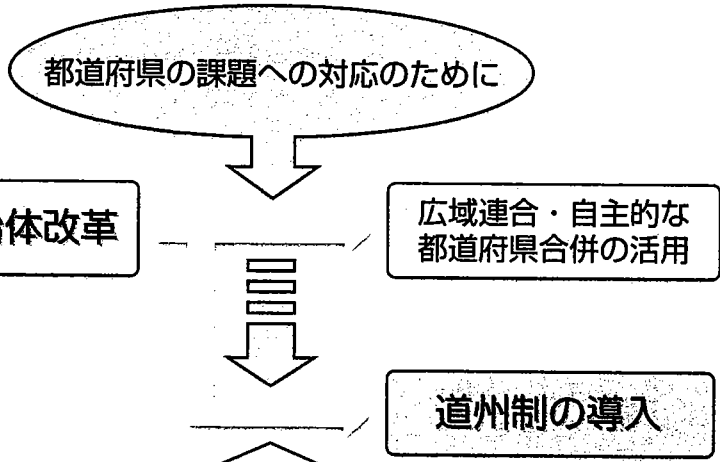 都道府県の課題への対応のために
体改革
広域連合・自主的な
都道府県合併の活用
道州制の導入